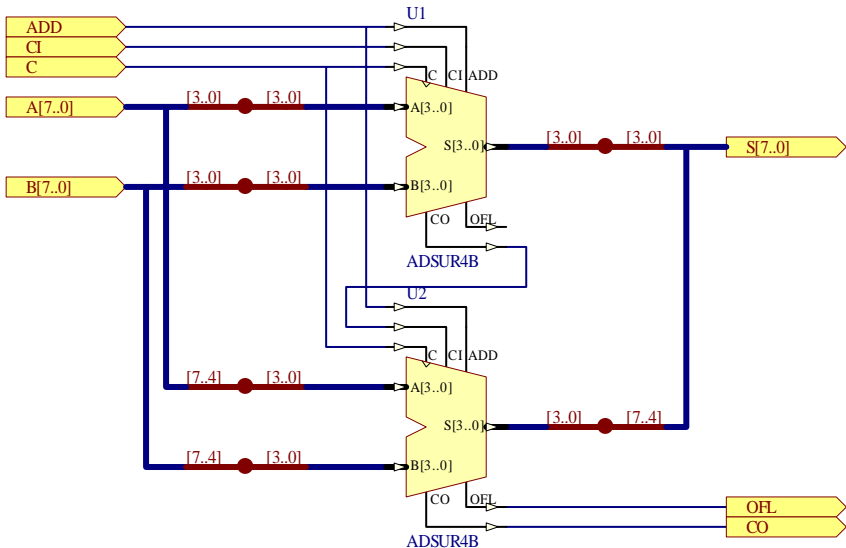 U1
ADD
CI
C
C CI ADD
A[7..0] [3..0] [3..0] A[3..0]
S[3..0] [3..0] [3..0] S[7..0]
B[7..0] [3..0] [3..0] B[3..0]
CO OFL
ADSUR4B
U2
C CI ADD
[7..4] [3..0] A[3..0]
S[3..0] [3..0] [7..4]
[7..4] [3..0] B[3..0]
CO OFL
OFL
CO
ADSUR4B